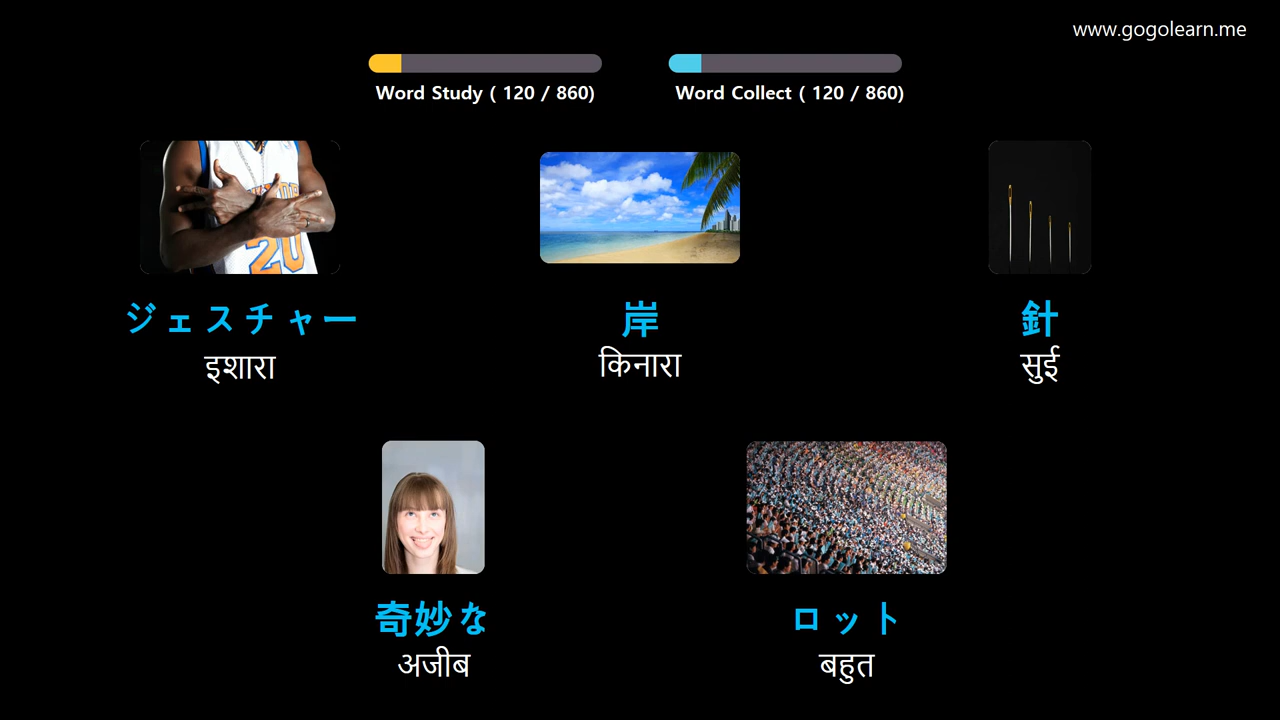 www.gogolearn.me
Word Study ( 120 / 860)
Word Collect ( 120 / 860)
20
ジェスチャー
इशारा
岸
किनारा
針
सुई
奇妙な
अजीब
ロット
बहुत